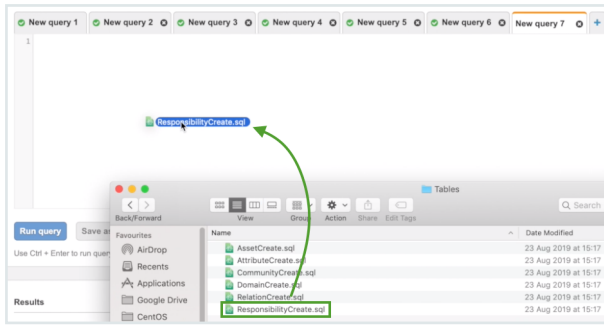 New query 1 New query 2 New query 3 New query 4 New query 5 New query 6 New query 7 +
1
ResponsibilityCreate.sql
Tables
Back/Forward View Group Action Share Edit Tags Search
Run query Save a
Use Ctrl + Enter to run query
Results
Favourites
AirDrop
Recents
Applications
Google Drive
CentOS
Name Date Modified
AssetCreate.sql 23 Aug 2019 at 15:17
AttributeCreate.sql 23 Aug 2019 at 15:17
CommunityCreate.sql 23 Aug 2019 at 15:17
DomainCreate.sql 23 Aug 2019 at 15:17
RelationCreate.sql 23 Aug 2019 at 15:17
ResponsibilityCreate.sql 23 Aug 2019 at 15:17